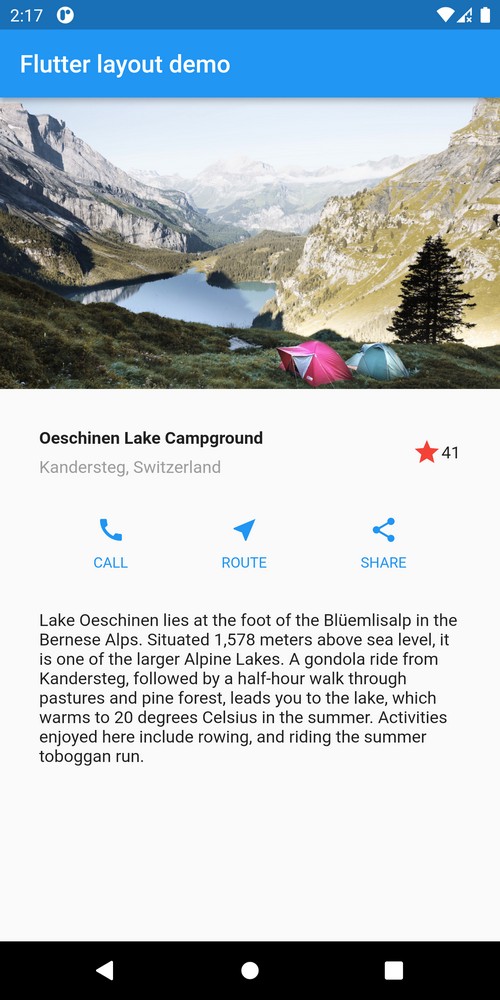 2:17
Flutter layout demo
Oeschinen Lake Campground
Kandersteg, Switzerland
41
CALL
ROUTE
SHARE
Lake Oeschinen lies at the foot of the Blüemlisalp in the
Bernese Alps. Situated 1,578 meters above sea level, it
is one of the larger Alpine Lakes. A gondola ride from
Kandersteg, followed by a half-hour walk through
pastures and pine forest, leads you to the lake, which
warms to 20 degrees Celsius in the summer. Activities
enjoyed here include rowing, and riding the summer
toboggan run.